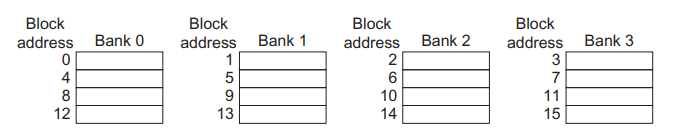 Block Block Block Block
address Bank 0 address Bank 1 address Bank 2 address Bank 3
0 1 2 3
4 5 6 7
8 9 10 11
12 13 14 15